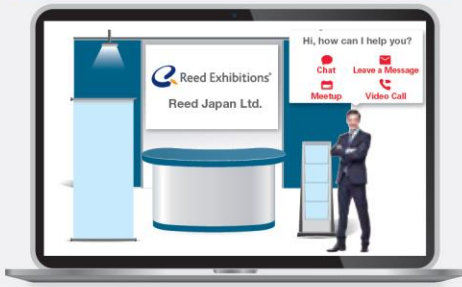 Hi, how can I help you?
Chat
Leave a Message
Meetup
Video Call
Reed Exhibitions®
Reed Japan Ltd.